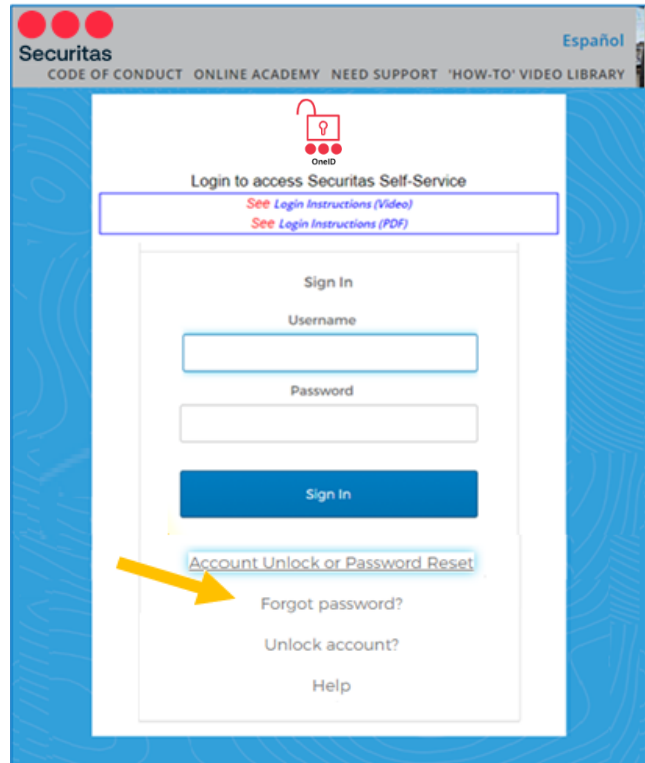 Securitas
Español
CODE OF CONDUCT ONLINE ACADEMY NEED SUPPORT 'HOW-TO' VIDEO LIBRARY
OneID
Login to access Securitas Self-Service
See Login Instructions (Video)
See Login Instructions (PDF)
Sign In
Username
Password
Sign In
Account Unlock or Password Reset
Forgot password?
Unlock account?
Help